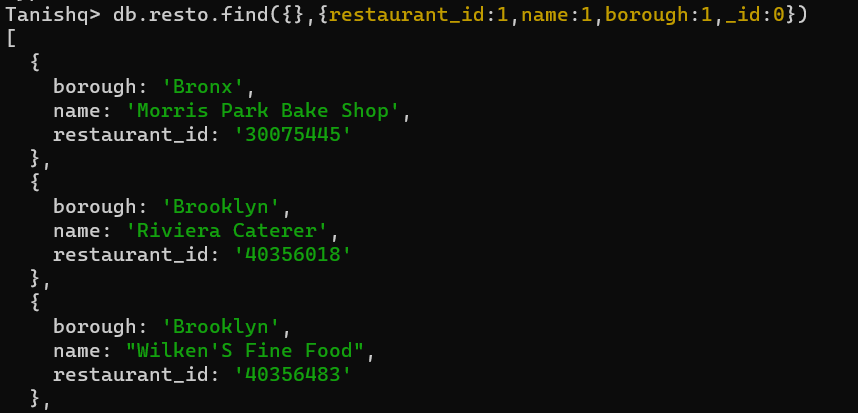 Tanishq> db.resto.find({},{restaurant_id:1,name:1,borough:1,_id:0})
[
  {
    borough: 'Bronx',
    name: 'Morris Park Bake Shop',
    restaurant_id: '30075445'
  },
  {
    borough: 'Brooklyn',
    name: 'Riviera Caterer',
    restaurant_id: '40356018'
  },
  {
    borough: 'Brooklyn',
    name: "Wilken'S Fine Food",
    restaurant_id: '40356483'
  },